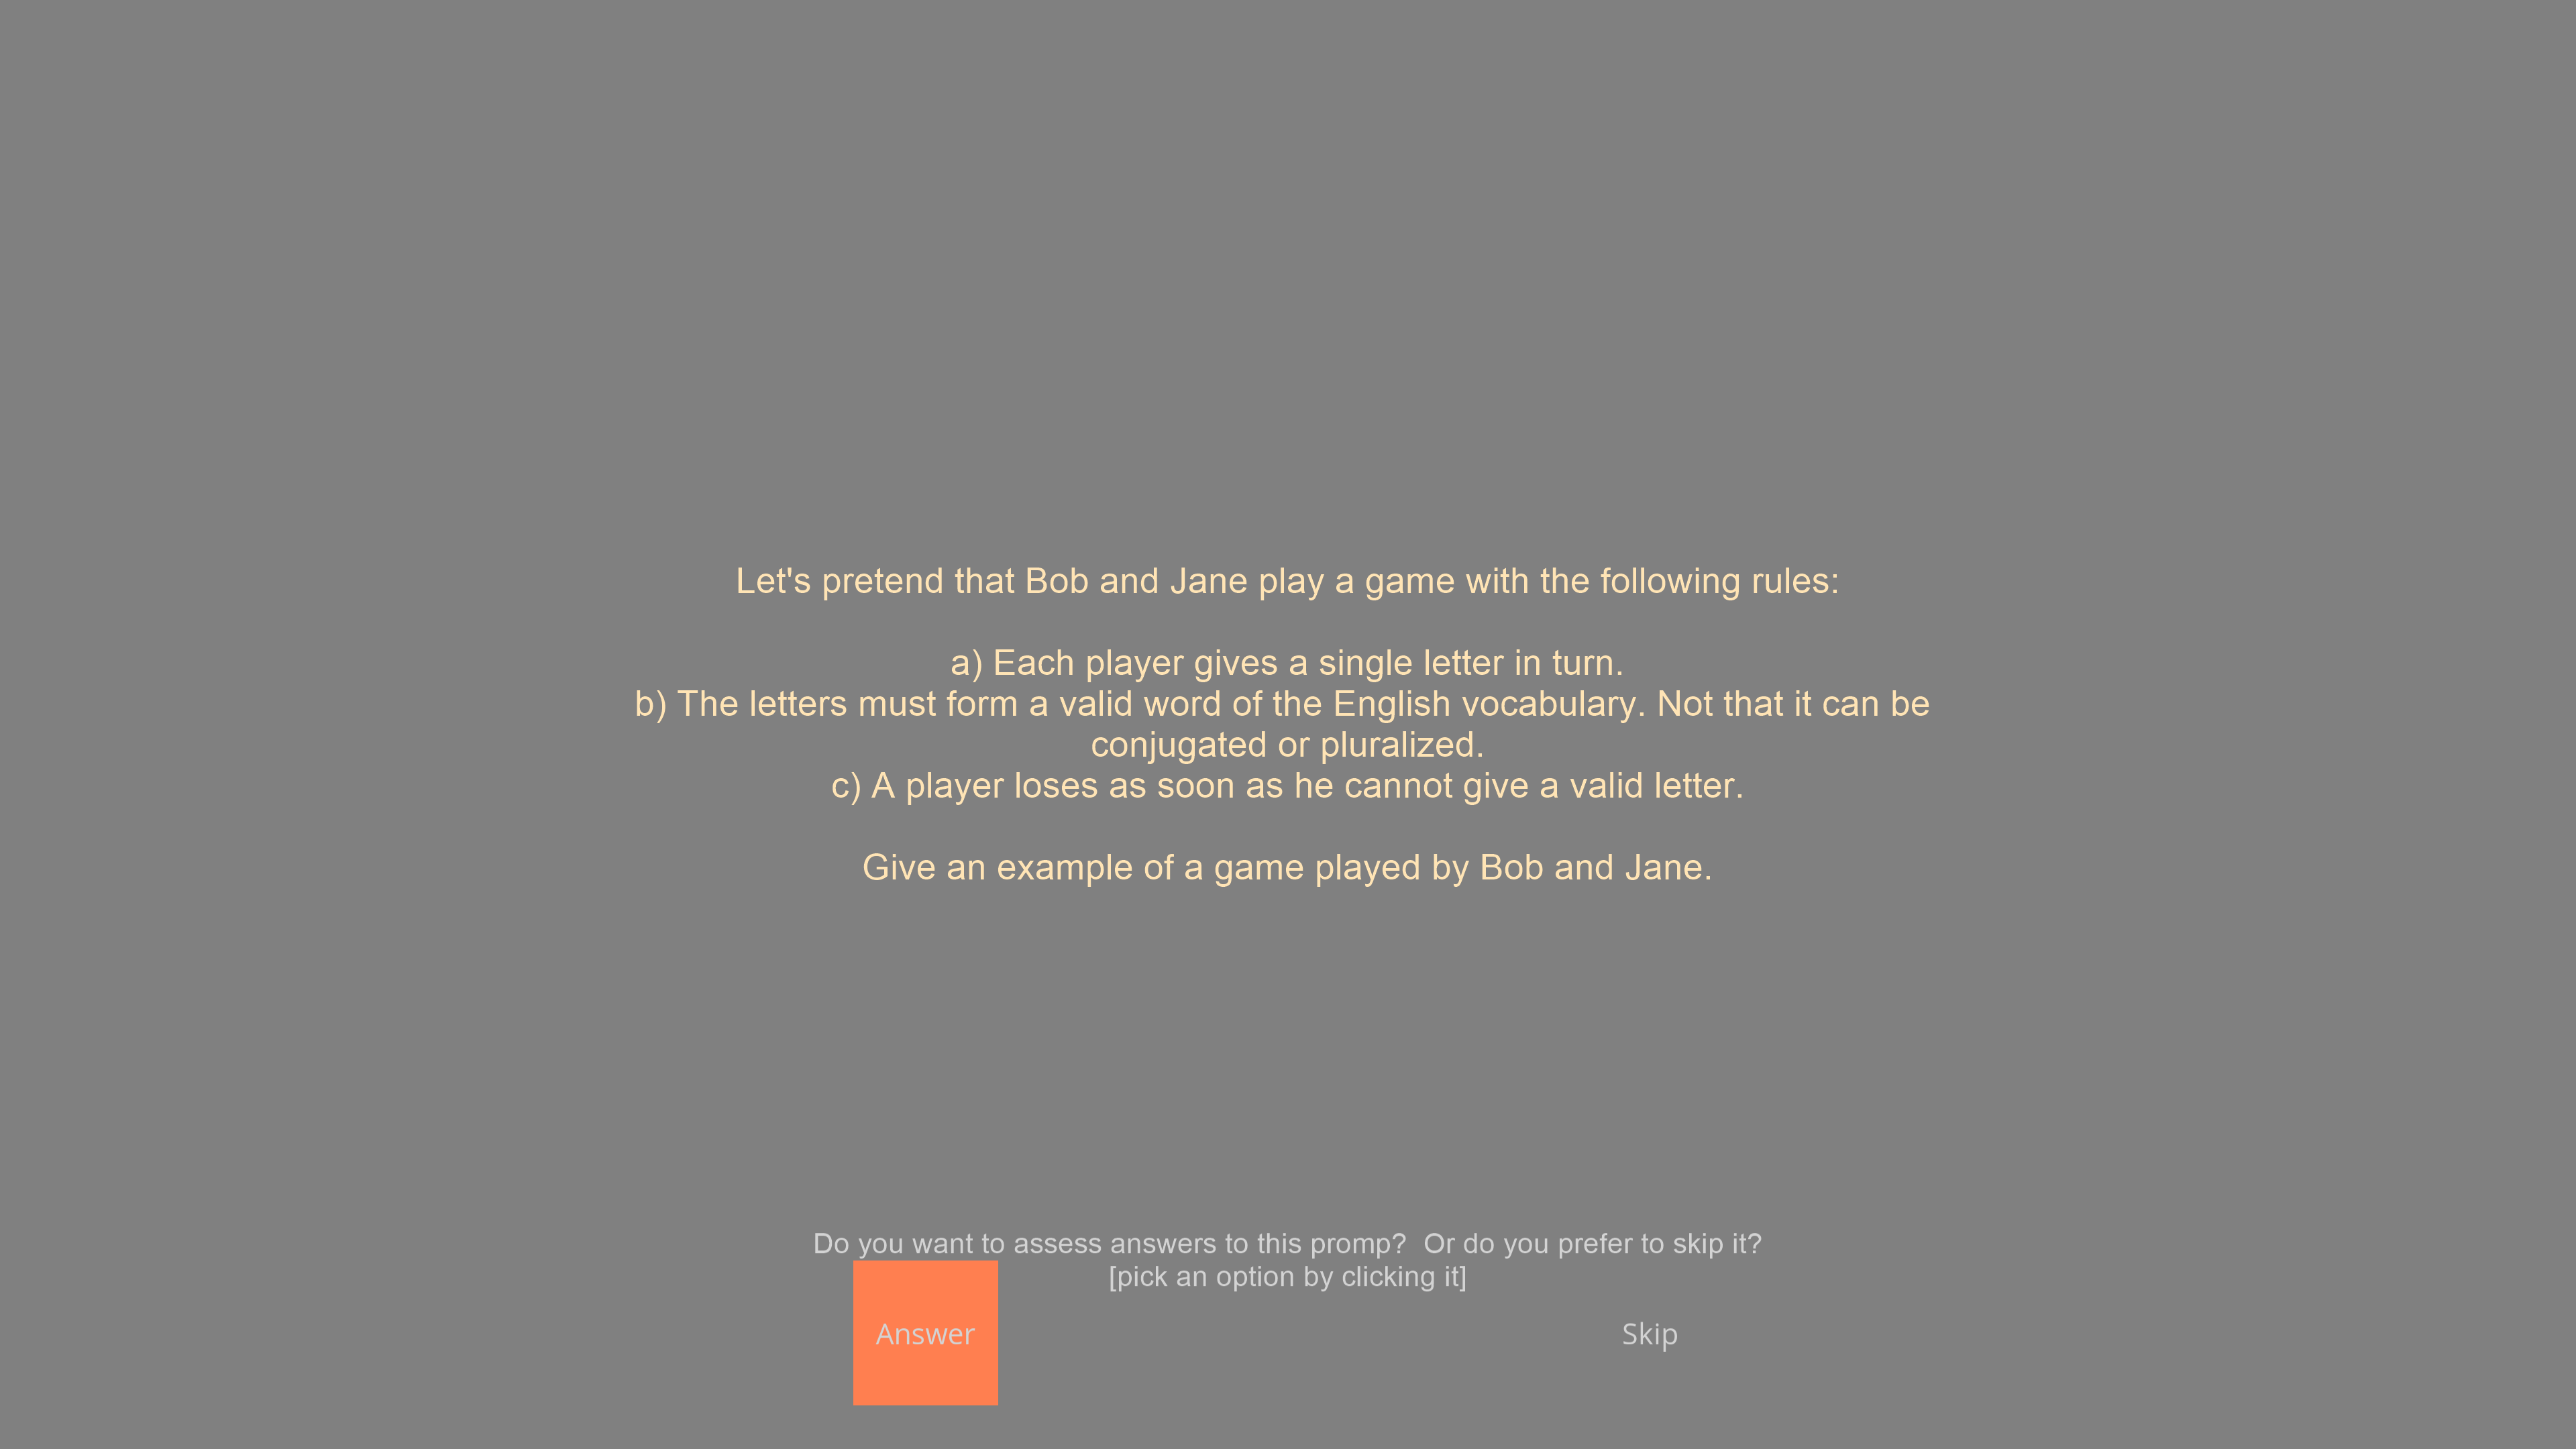 Let's pretend that Bob and Jane play a game with the following rules:
a) Each player gives a single letter in turn.
b) The letters must form a valid word of the English vocabulary. Not that it can be
conjugated or pluralized.
c) A player loses as soon as he cannot give a valid letter.
Give an example of a game played by Bob and Jane.
Do you want to assess answers to this promp?  Or do you prefer to skip it?
[pick an option by clicking it]
Answer
Skip